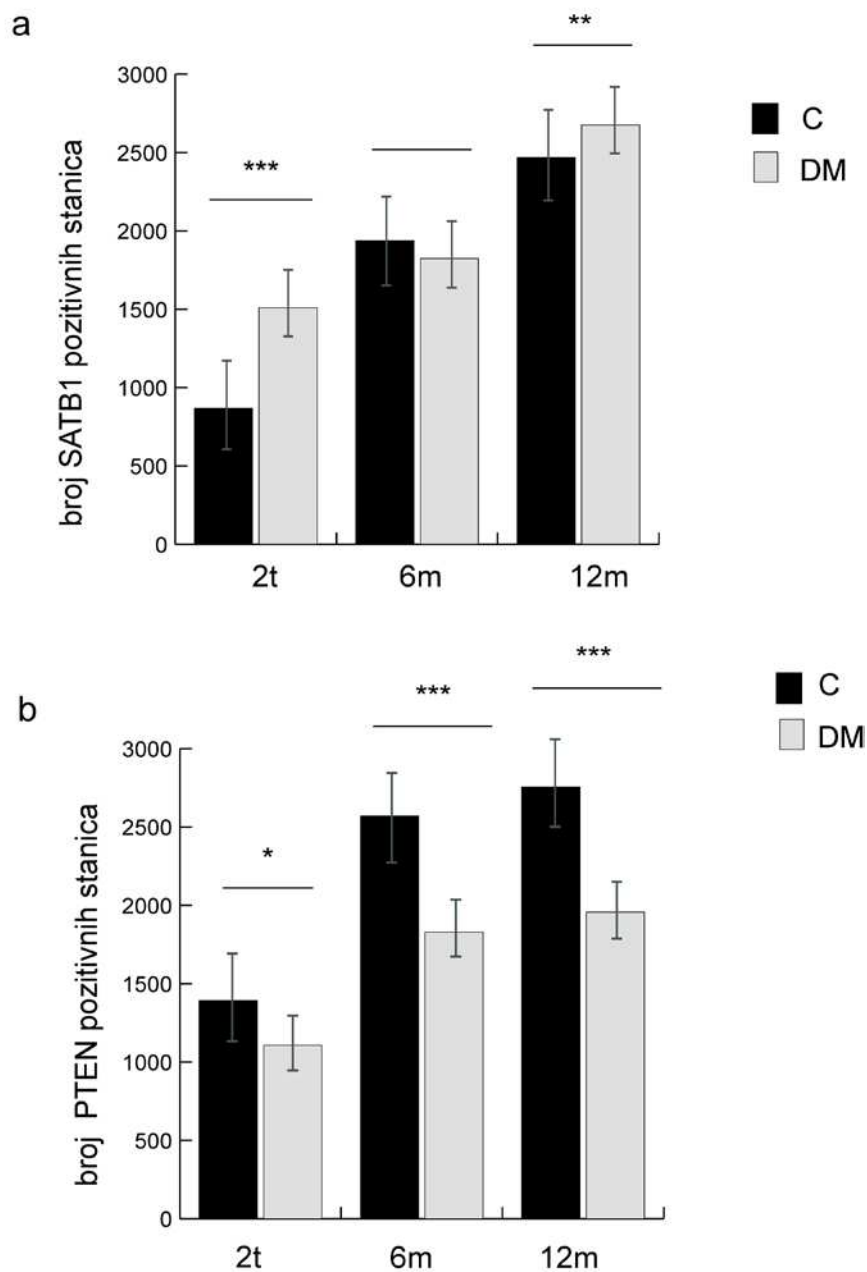 a
**
3000
2500
2000
1500
1000
500
0
***
C
DM
broj SATB1 pozitivnih stanica
2t
6m
12m
b
***
***
*
C
DM
3000
2500
2000
1500
1000
500
0
broj PTEN pozitivnih stanica
2t
6m
12m